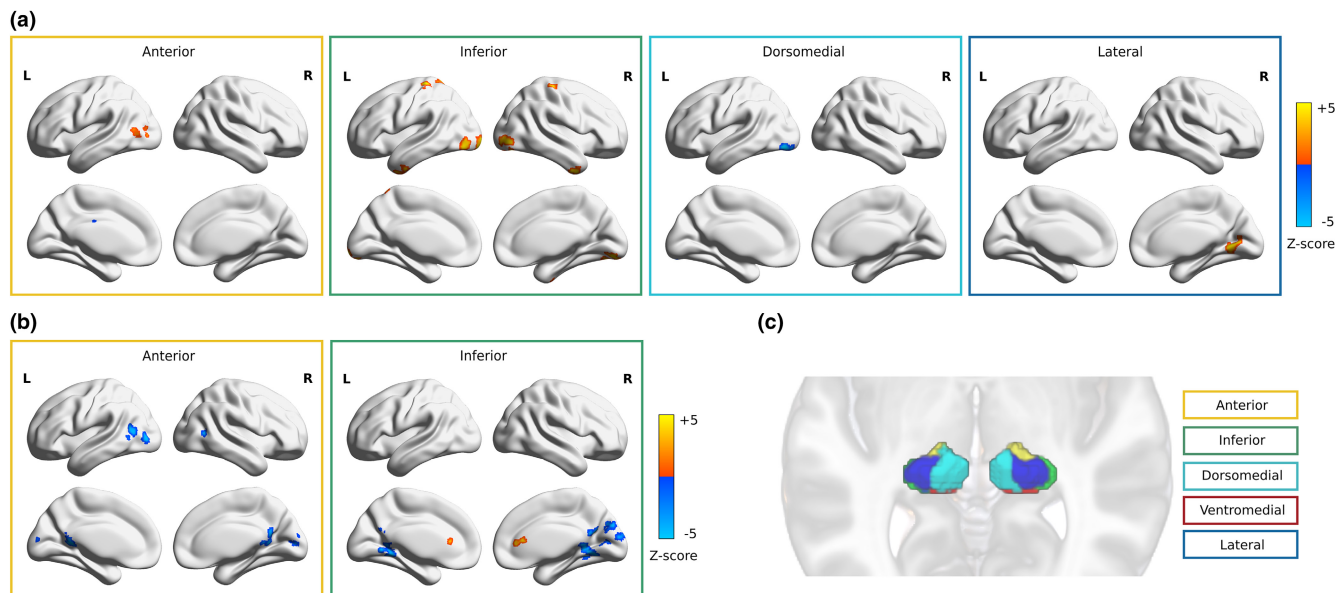 (a)
Anterior
Inferior
Dorsomedial
Lateral
L
R
L
R
L
R
L
R
+5
-5
Z-score
(b)
(c)
Anterior
Inferior
L
R
L
R
+5
-5
Z-score
Anterior
Inferior
Dorsomedial
Ventromedial
Lateral